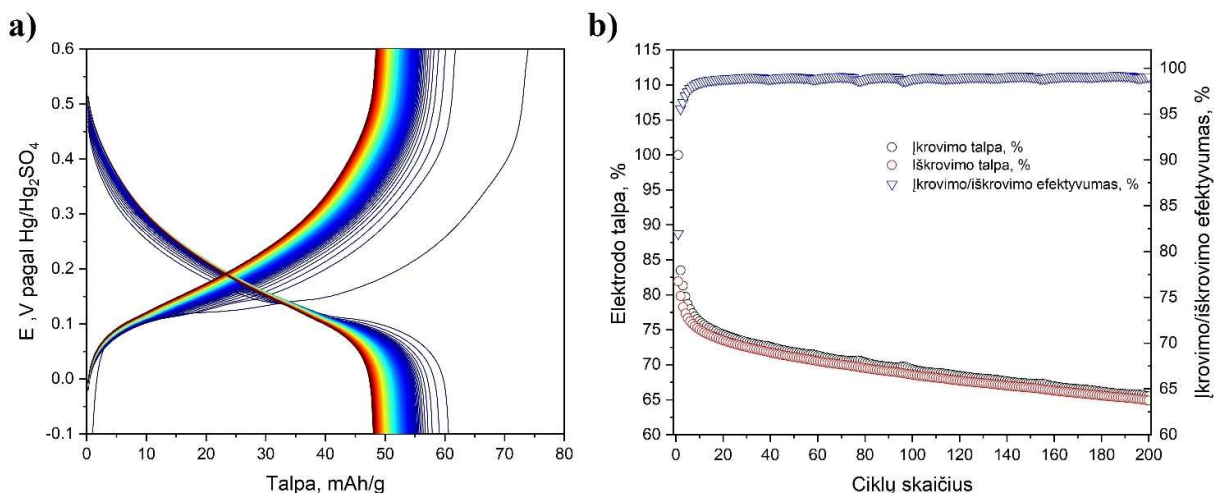 a)
0.6
0.5
0.4
0.3
0.2
0.1
0.0
-0.1
E ,V pagal Hg/Hg₂SO₄
0 10 20 30 40 50 60 70 80
Talpa, mAh/g
b)
115
110
105
100
95
90
85
80
75
70
65
60
Elektrodo talpa, %
Įkrovimo talpa, %
Iškrovimo talpa, %
Įkrovimo/iškrovimo efektyvumas, %
100
95
90
85
80
75
70
65
60
Įkrovimo/iškrovimo efektyvumas, %
0 20 40 60 80 100 120 140 160 180 200
Ciklų skaičius